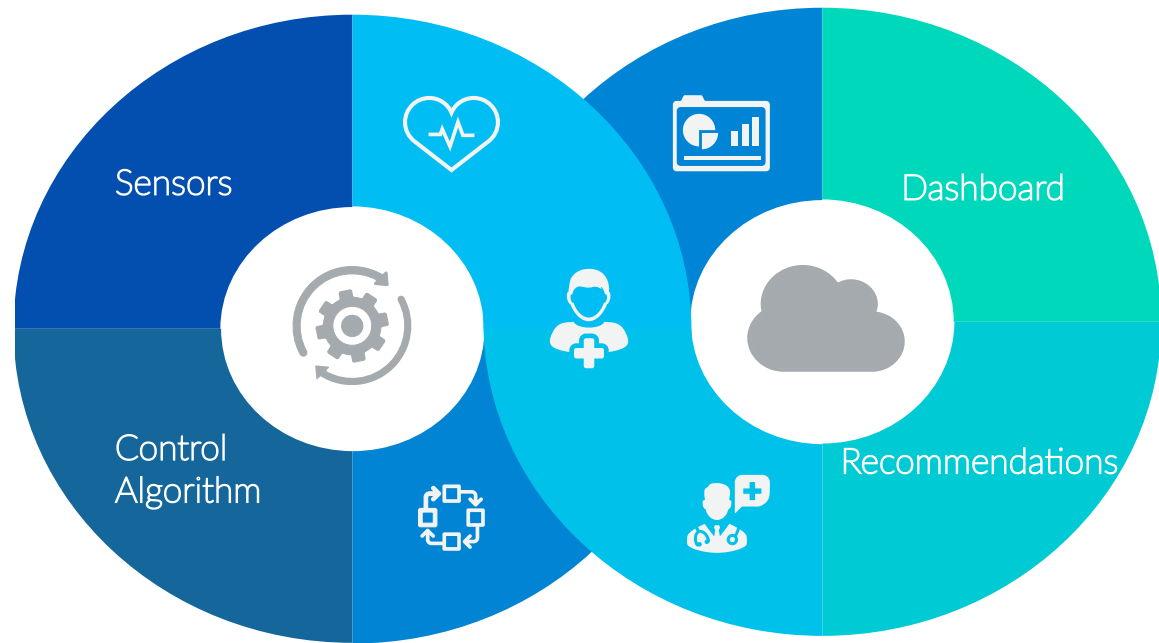 Sensors
Dashboard
Control
Algorithm
Recommendations